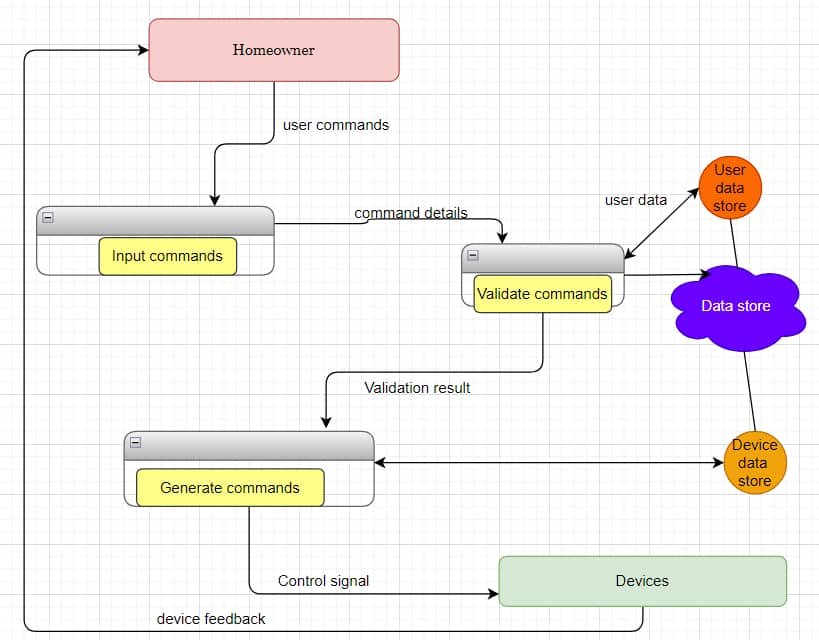 Homeowner
user commands
User
data
store
user data
command details
Input commands
Validate commands
Data store
Validation result
Device
data
store
Generate commands
Control signal
Devices
device feedback